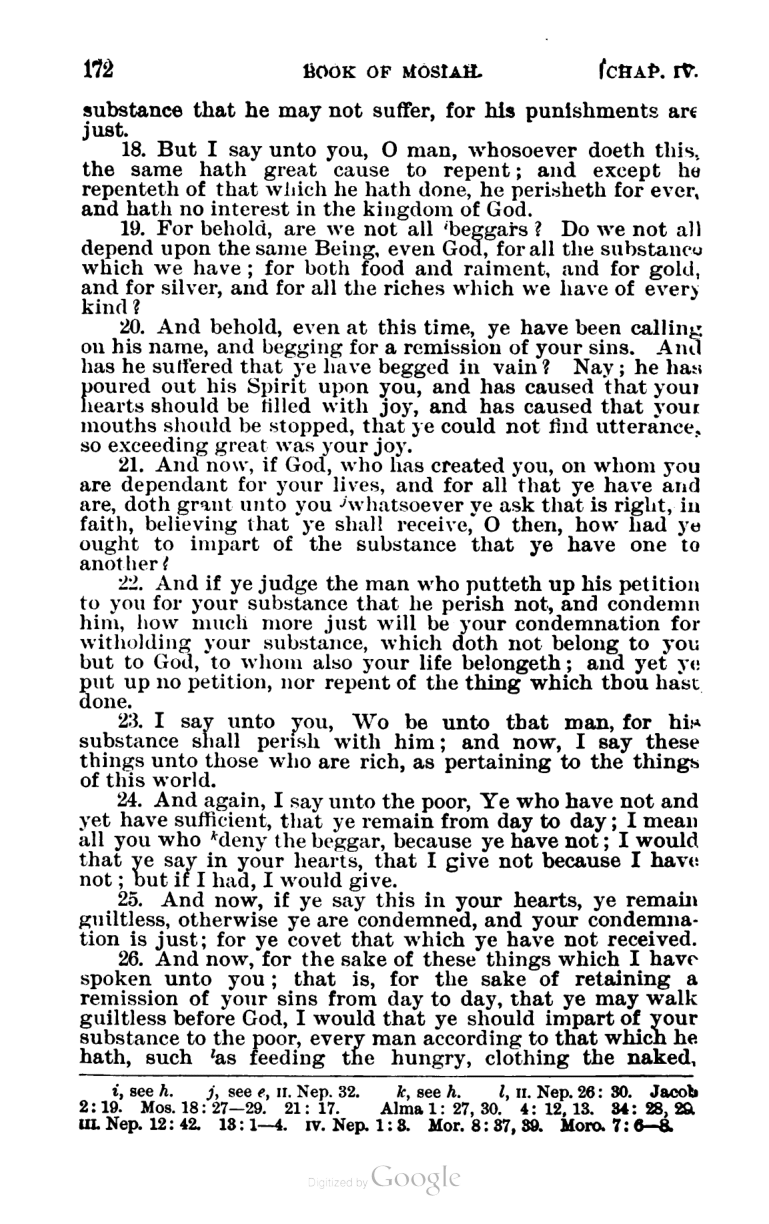 172 BOOK OF MOSIAH. [CHAP. IV.
substance that he may not suffer, for his punishments are
just.
18. But I say unto you, O man, whosoever doeth this,
the same hath great cause to repent; and except he
repenteth of that which he hath done, he perisheth for ever,
and hath no interest in the kingdom of God.
19. For behold, are we not all ⁱbeggars? Do we not all
depend upon the same Being, even God, for all the substance
which we have; for both food and raiment, and for gold,
and for silver, and for all the riches which we have of every
kind?
20. And behold, even at this time, ye have been calling
on his name, and begging for a remission of your sins. And
has he suffered that ye have begged in vain? Nay; he has
poured out his Spirit upon you, and has caused that your
hearts should be filled with joy, and has caused that your
mouths should be stopped, that ye could not find utterance,
so exceeding great was your joy.
21. And now, if God, who has created you, on whom you
are dependant for your lives, and for all that ye have and
are, doth grant unto you ʲwhatsoever ye ask that is right, in
faith, believing that ye shall receive, O then, how had ye
ought to impart of the substance that ye have one to
another?
22. And if ye judge the man who putteth up his petition
to you for your substance that he perish not, and condemn
him, how much more just will be your condemnation for
witholding your substance, which doth not belong to you
but to God, to whom also your life belongeth; and yet ye
put up no petition, nor repent of the thing which thou hast
done.
23. I say unto you, Wo be unto that man, for his
substance shall perish with him; and now, I say these
things unto those who are rich, as pertaining to the things
of this world.
24. And again, I say unto the poor, Ye who have not and
yet have sufficient, that ye remain from day to day; I mean
all you who ᵏdeny the beggar, because ye have not; I would
that ye say in your hearts, that I give not because I have
not; but if I had, I would give.
25. And now, if ye say this in your hearts, ye remain
guiltless, otherwise ye are condemned, and your condemna-
tion is just; for ye covet that which ye have not received.
26. And now, for the sake of these things which I have
spoken unto you; that is, for the sake of retaining a
remission of your sins from day to day, that ye may walk
guiltless before God, I would that ye should impart of your
substance to the poor, every man according to that which he
hath, such ˡas feeding the hungry, clothing the naked,
i, see h. j, see e, II. Nep. 32. k, see h. l, II. Nep. 26: 30. Jacob
2: 19. Mos. 18: 27—29. 21: 17. Alma 1: 27, 30. 4: 12, 13. 34: 28, 29.
III. Nep. 12: 42. 13: 1—4. IV. Nep. 1: 3. Mor. 8: 37, 39. Moro. 7: 6—8.
Digitized by Google